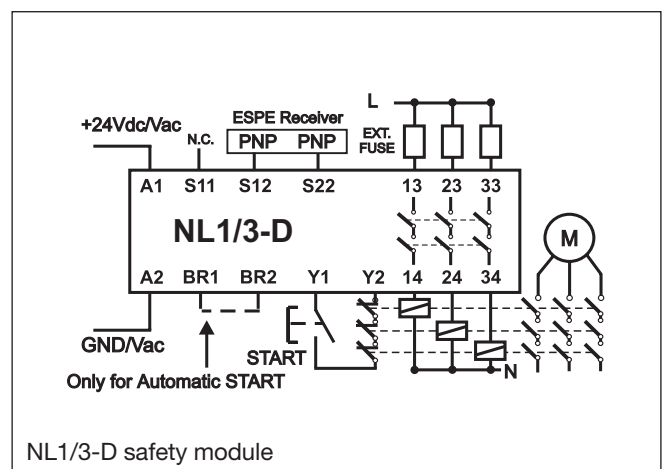 L
+24Vdc/Vac
ESPE Receiver
N.C.
PNP PNP
EXT.
FUSE
A1 S11 S12 S22 13 23 33
NL1/3-D
M
A2 BR1 BR2 Y1 Y2 14 24 34
GND/Vac
START
N
Only for Automatic START
NL1/3-D safety module